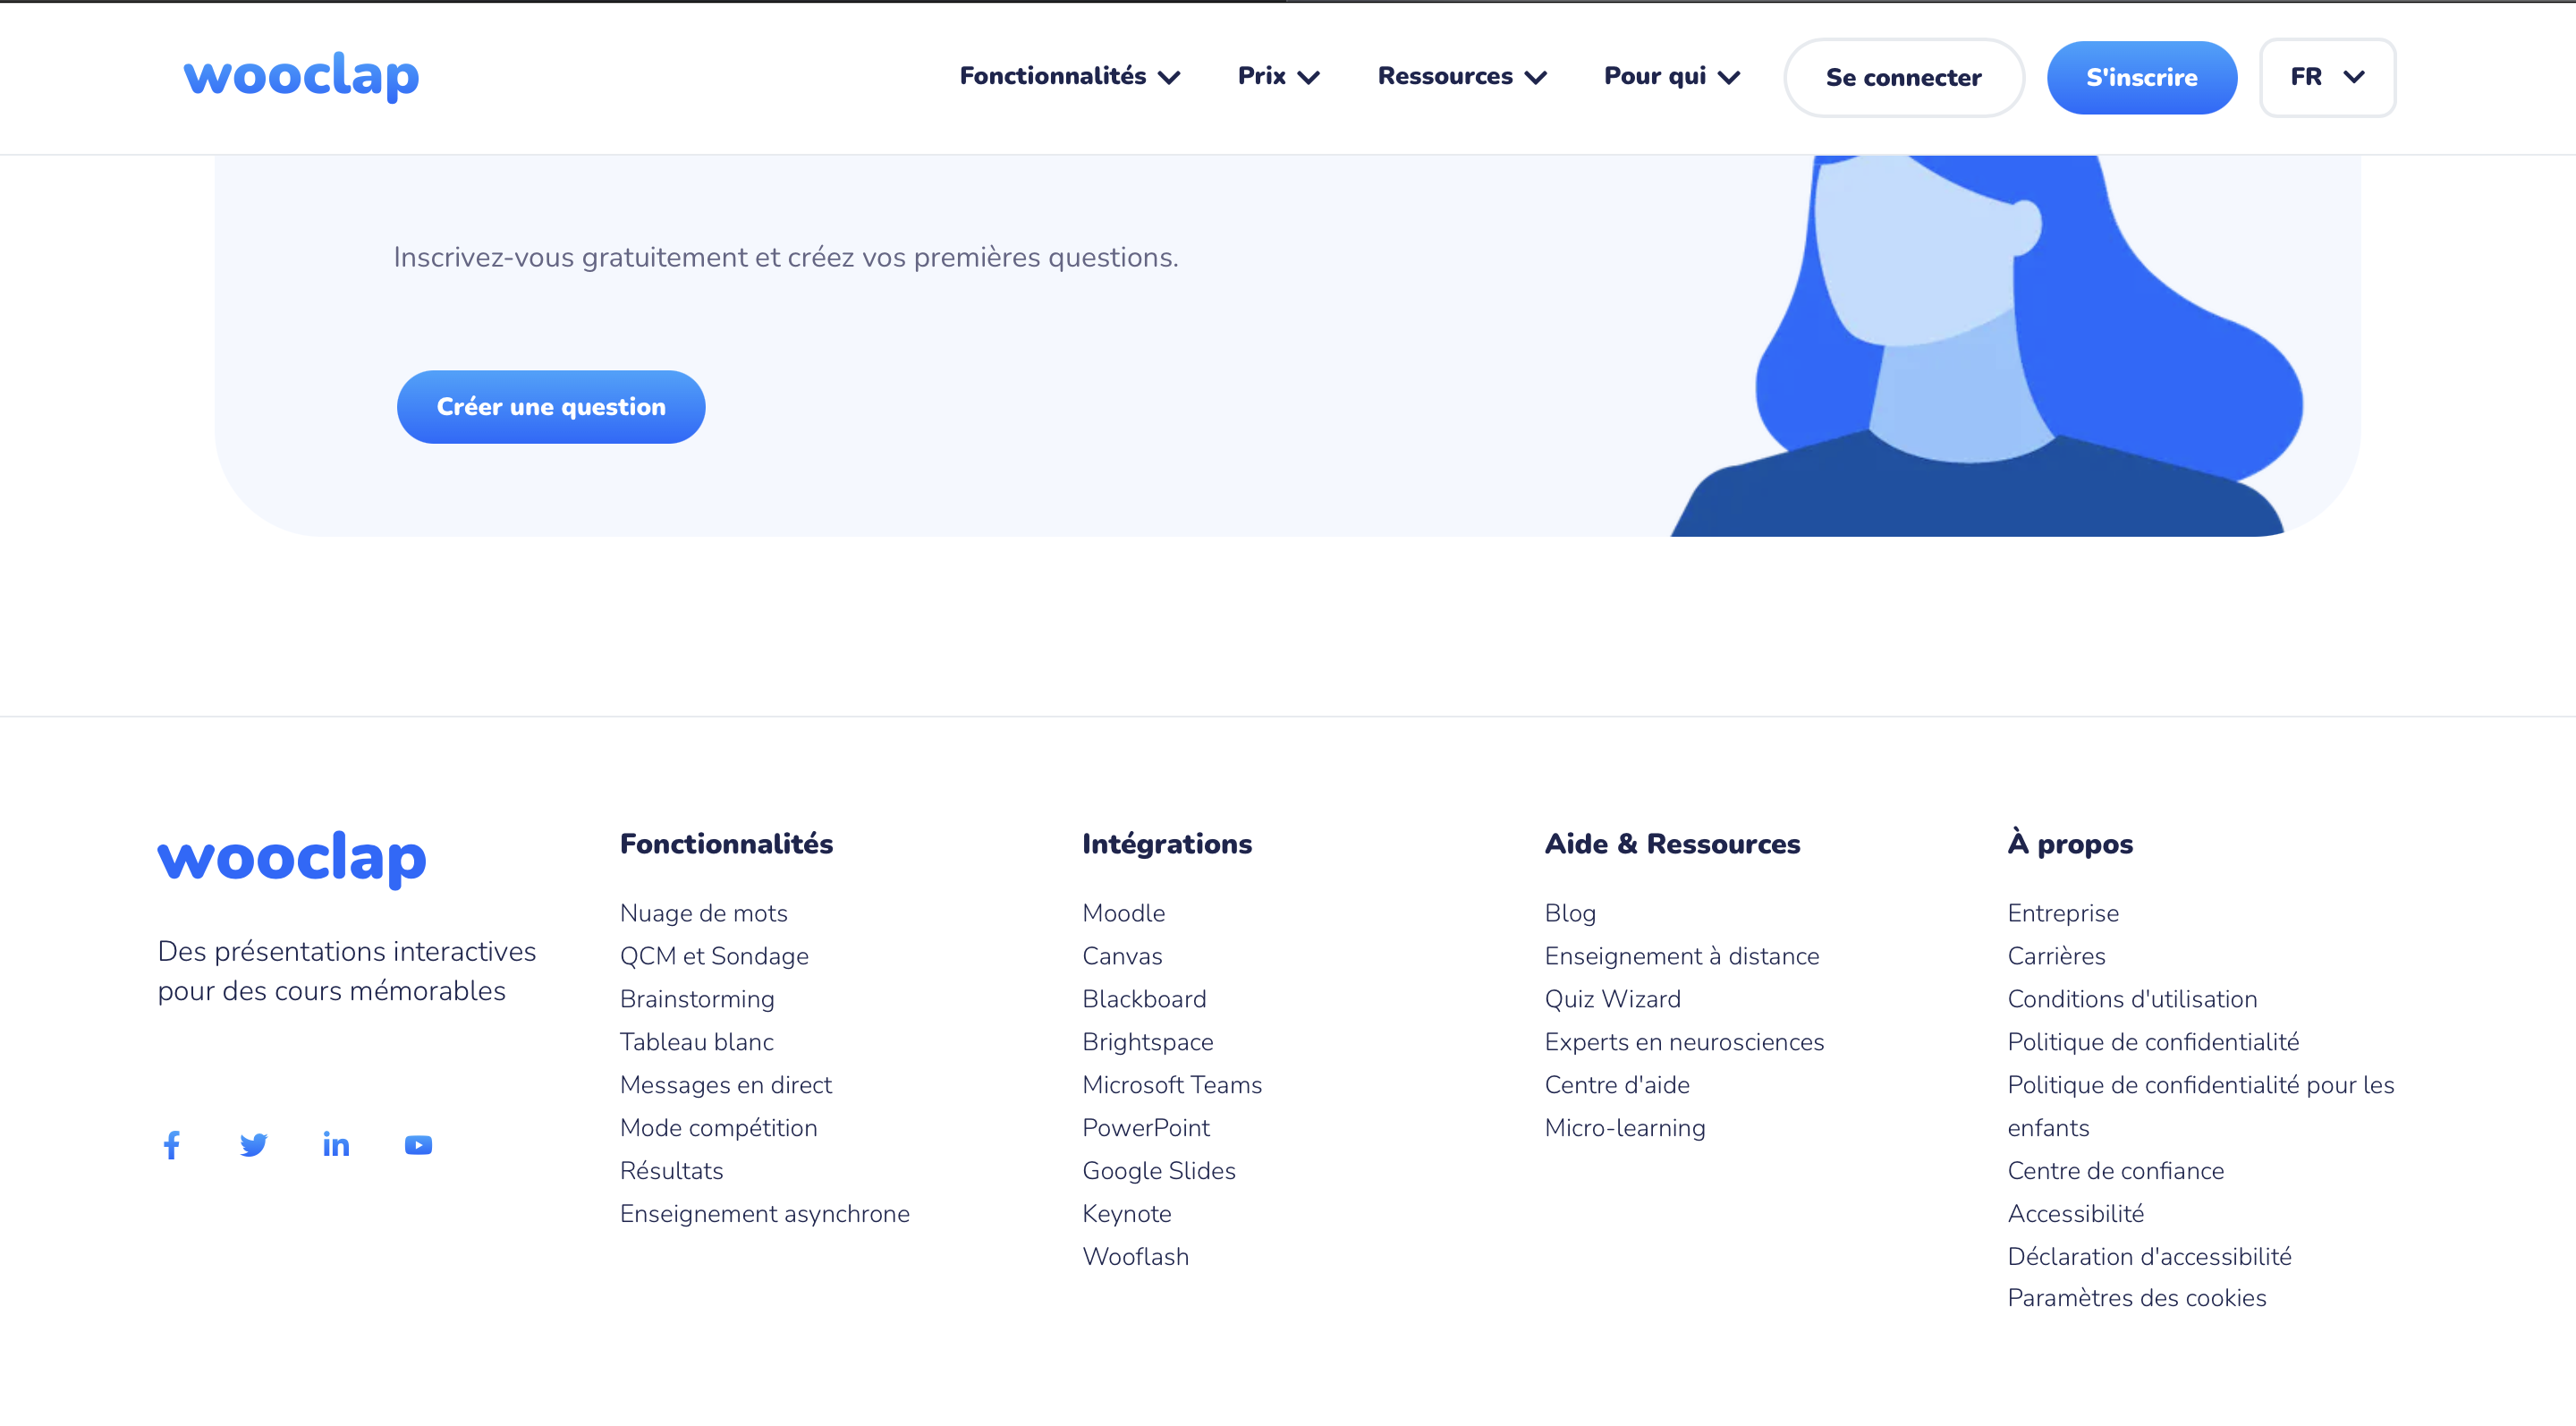 wooclap
Fonctionnalités
Prix
Ressources
Pour qui
Se connecter
S'inscrire
FR
Inscrivez-vous gratuitement et créez vos premières questions.
Créer une question
wooclap
Des présentations interactives
pour des cours mémorables
Fonctionnalités
Nuage de mots
QCM et Sondage
Brainstorming
Tableau blanc
Messages en direct
Mode compétition
Résultats
Enseignement asynchrone
Intégrations
Moodle
Canvas
Blackboard
Brightspace
Microsoft Teams
PowerPoint
Google Slides
Keynote
Wooflash
Aide & Ressources
Blog
Enseignement à distance
Quiz Wizard
Experts en neurosciences
Centre d'aide
Micro-learning
À propos
Entreprise
Carrières
Conditions d'utilisation
Politique de confidentialité
Politique de confidentialité pour les
enfants
Centre de confiance
Accessibilité
Déclaration d'accessibilité
Paramètres des cookies